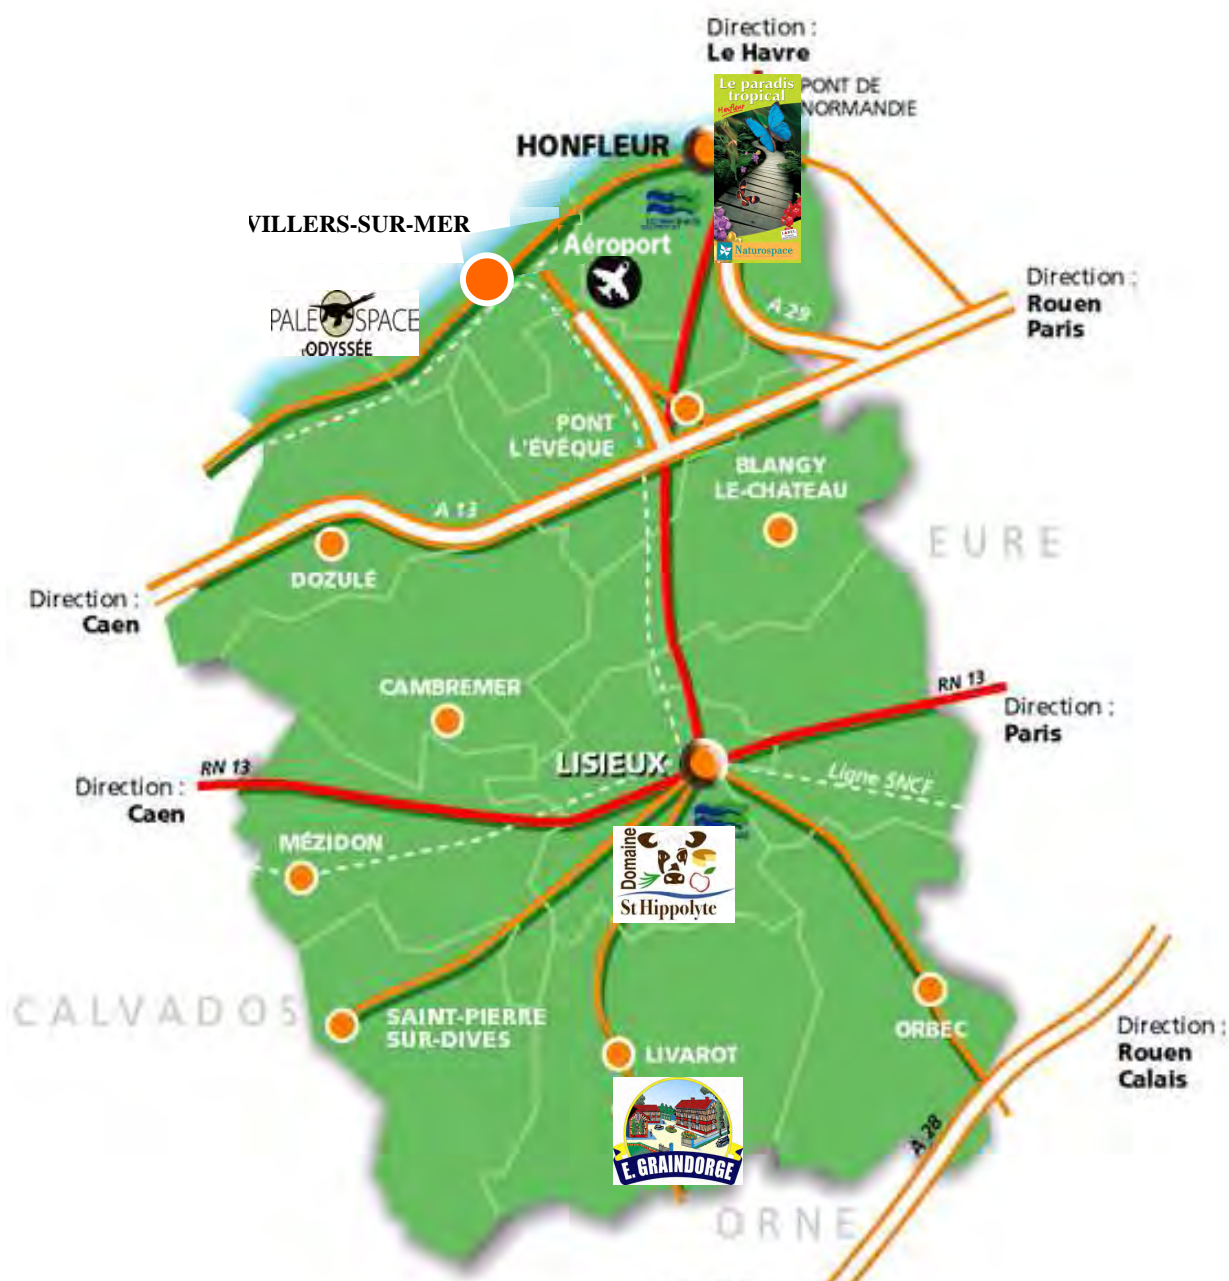 Direction :
Le Havre
Le paradis
tropical
Honfleur
PONT DE
NORMANDIE
HONFLEUR
VILLERS-SUR-MER
Aéroport
Naturospace
Direction :
Rouen
Paris
A 29
PALÉOSPACE
l'ODYSSÉE
PONT
L'ÉVÉQUE
BLANGY
LE-CHATEAU
A 13
EURE
DOZULÉ
Direction :
Caen
CAMBREMER
RN 13
Direction :
Paris
LISIEUX
RN 13
Ligne SNCF
Direction :
Caen
MÉZIDON
Domaine
St Hippolyte
CALVADOS
SAINT-PIERRE
SUR-DIVES
ORBEC
Direction :
Rouen
Calais
LIVAROT
A 28
E. GRAINDORGE
ORNE